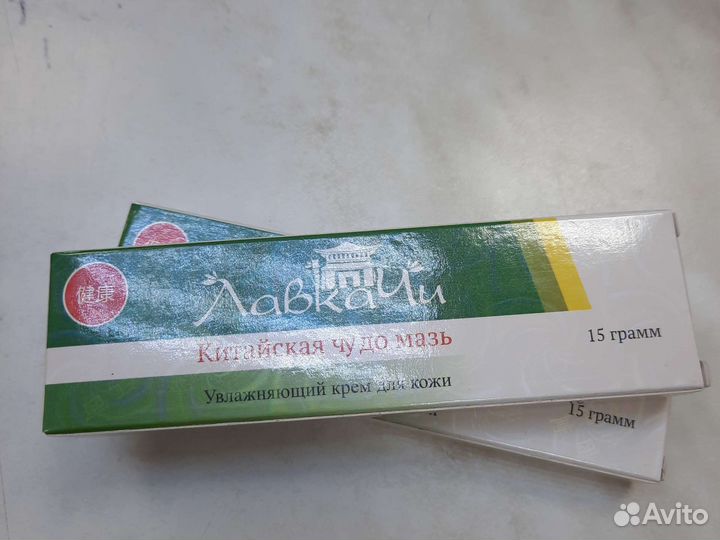 健康
ЛавкаЧи
Китайская чудо мазь
15 грамм
Увлажняющий крем для кожи
15 грамм
Avito